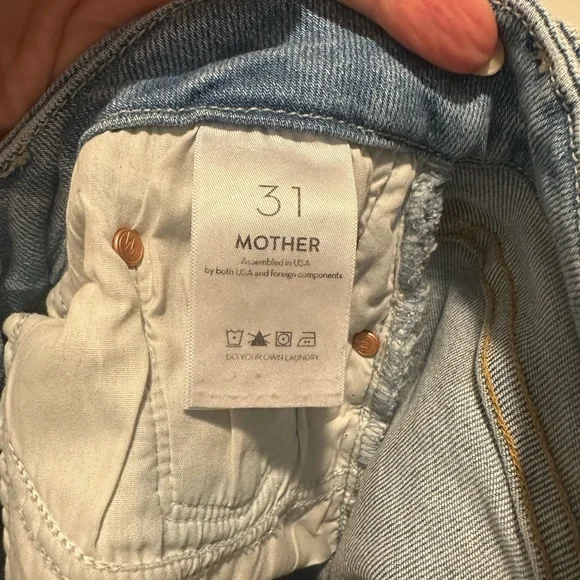 31
MOTHER
Assembled in USA
by both USA and foreign components
DO YOUR OWN LAUNDRY